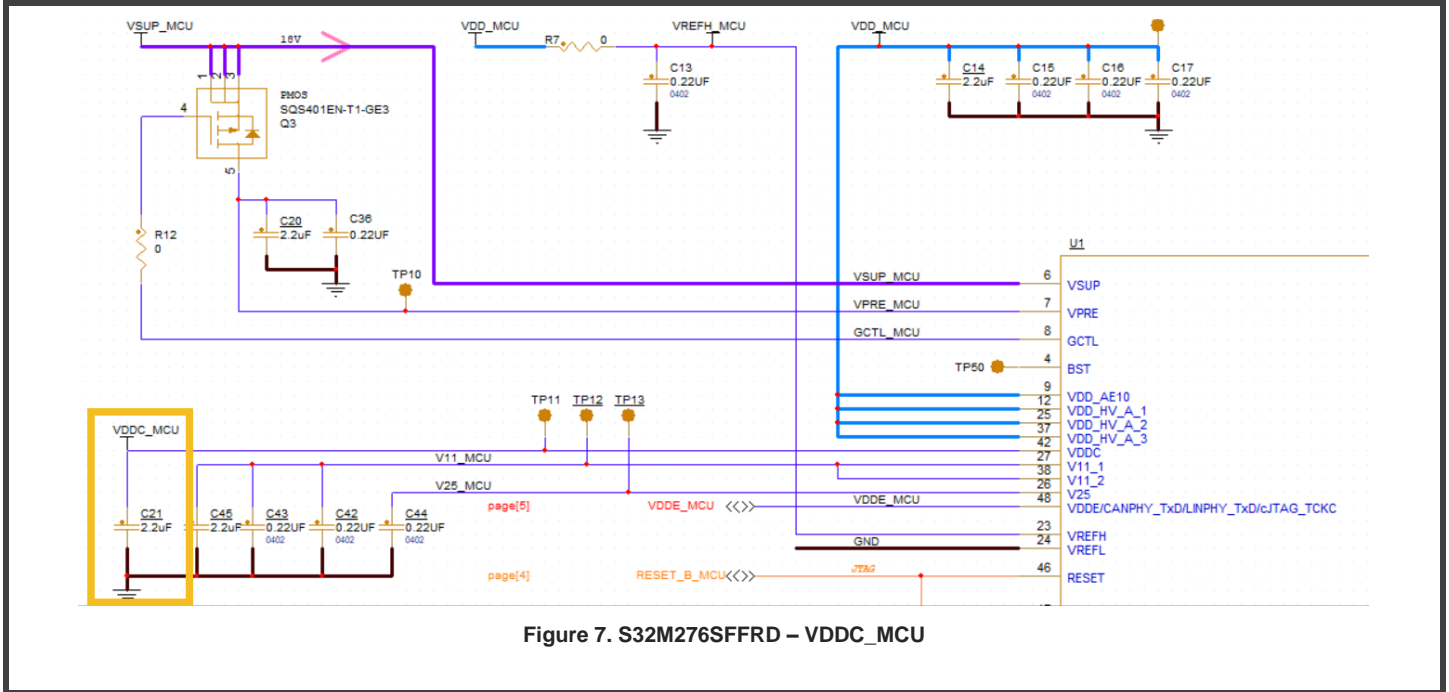 VSUP_MCU
18V
1 2 3
4
PMOS
SQS401EN-T1-GE3
Q3
5
R12
0
C20
2.2uF
C36
0.22UF
TP10
VDD_MCU
R7
0
VREFH_MCU
C13
0.22UF
0402
VDD_MCU
C14
2.2uF
C15
0.22UF
0402
C16
0.22UF
0402
C17
0.22UF
0402
U1
VSUP_MCU 6 VSUP
VPRE_MCU 7 VPRE
GCTL_MCU 8 GCTL
TP50 4 BST
9 VDD_AE10
12 VDD_HV_A_1
25 VDD_HV_A_2
37 VDD_HV_A_3
42 VDDC
27 V11_1
38 V11_2
26 V25
48 VDDE/CANPHY_TxD/LINPHY_TxD/cJTAG_TCKC
23 VREFH
24 VREFL
46 RESET
TP11 TP12 TP13
VDDC_MCU
V11_MCU
V25_MCU
C21
2.2uF
C45
2.2uF
C43
0.22UF
0402
C42
0.22UF
0402
C44
0.22UF
0402
page[5] VDDE_MCU VDDE_MCU
GND
page[4] RESET_B_MCU JTAG
Figure 7. S32M276SFFRD – VDDC_MCU